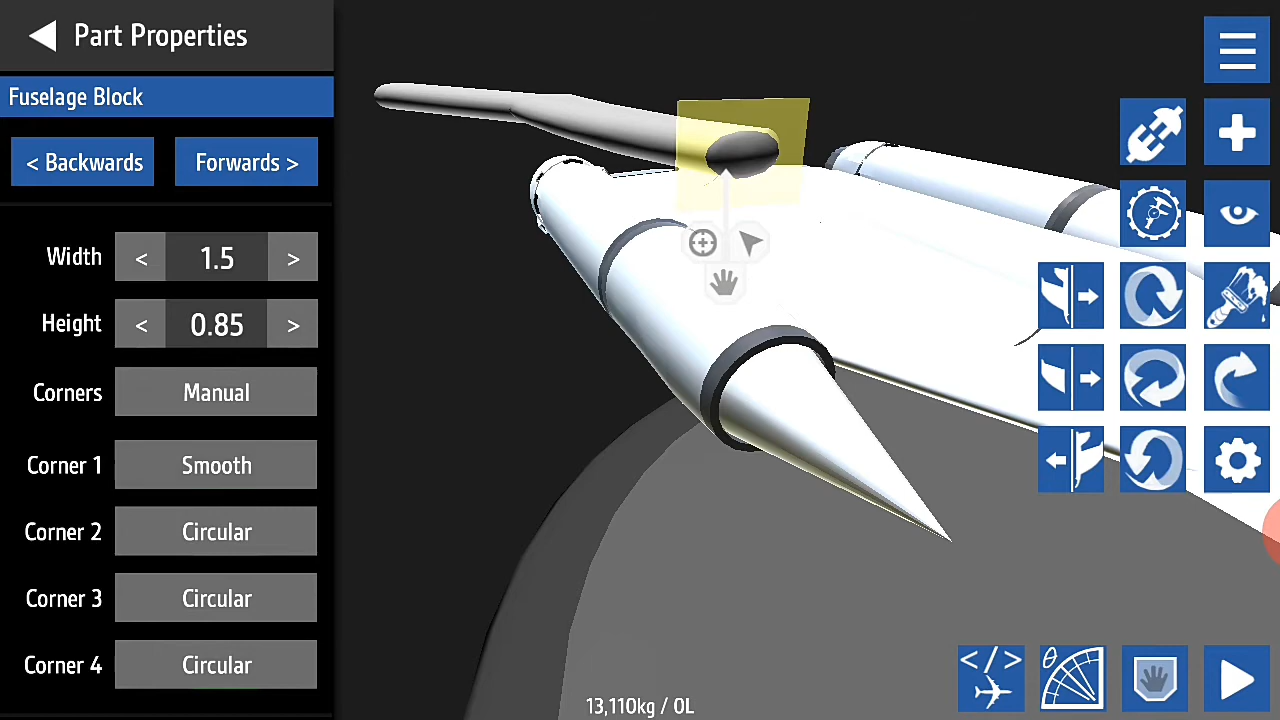 Part Properties
Fuselage Block
< Backwards
Forwards >
Width < 1.5 >
Height < 0.85 >
Corners Manual
Corner 1 Smooth
Corner 2 Circular
Corner 3 Circular
Corner 4 Circular
13,110kg / 0L
</> θ